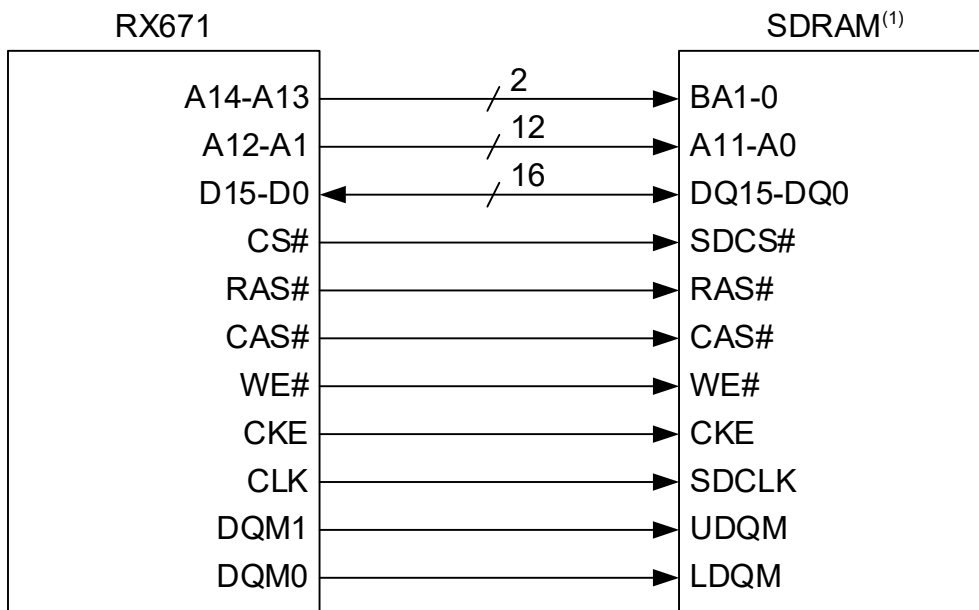 RX671 SDRAM(1)
A14-A13 2 BA1-0
A12-A1 12 A11-A0
D15-D0 16 DQ15-DQ0
CS# SDCS#
RAS# RAS#
CAS# CAS#
WE# WE#
CKE CKE
CLK SDCLK
DQM1 UDQM
DQM0 LDQM